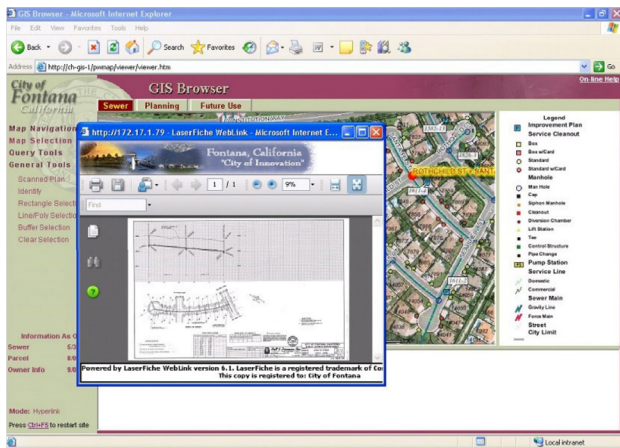 GIS Browser - Microsoft Internet Explorer
File Edit View Favorites Tools Help
Back Search Favorites
Address http://ch-gis-1/pwmap/viewer/viewer.htm Go
City of
Fontana
California
GIS Browser
On-line Help
Sewer Planning Future Use
Map Navigation
Map Selection
Query Tools
General Tools
Scanned Plan
Identify
Rectangle Select
Line/Poly Selectio
Buffer Selection
Clear Selection
Information As O
Sewer
Parcel
Owner Info
Mode: Hyperlink
Press Ctrl+F5 to restart site
http://172.17.1.79 - LaserFiche WebLink - Microsoft Internet E...
Fontana, California
"City of Innovation"
1 / 1 9%
Find
Powered by LaserFiche WebLink version 6.1. LaserFiche is a registered trademark of Co
This copy is registered to: City of Fontana
Legend
Improvement Plan
Service Cleanout
Box
Box w/Card
Standard
Standard w/Card
Manhole
Man Hole
Cap
Siphon Manhole
Cleanout
Diversion Chamber
Lift Station
Tee
Control Structure
Pipe Change
Pump Station
Service Line
Domestic
Commercial
Sewer Main
Gravity Line
Force Main
Street
City Limit
Local intranet